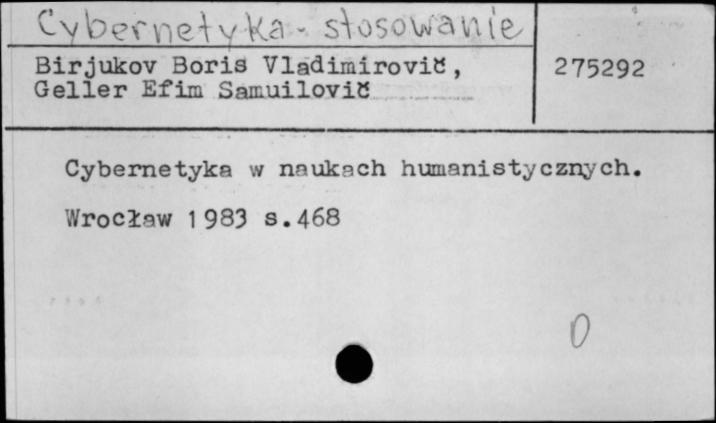 Cybernetyka - stosowanie
Birjukov Boris Vladimirovič,
Geller Efim Samuilovič
275292
Cybernetyka w naukach humanistycznych.
Wrocław 1983 s.468
0